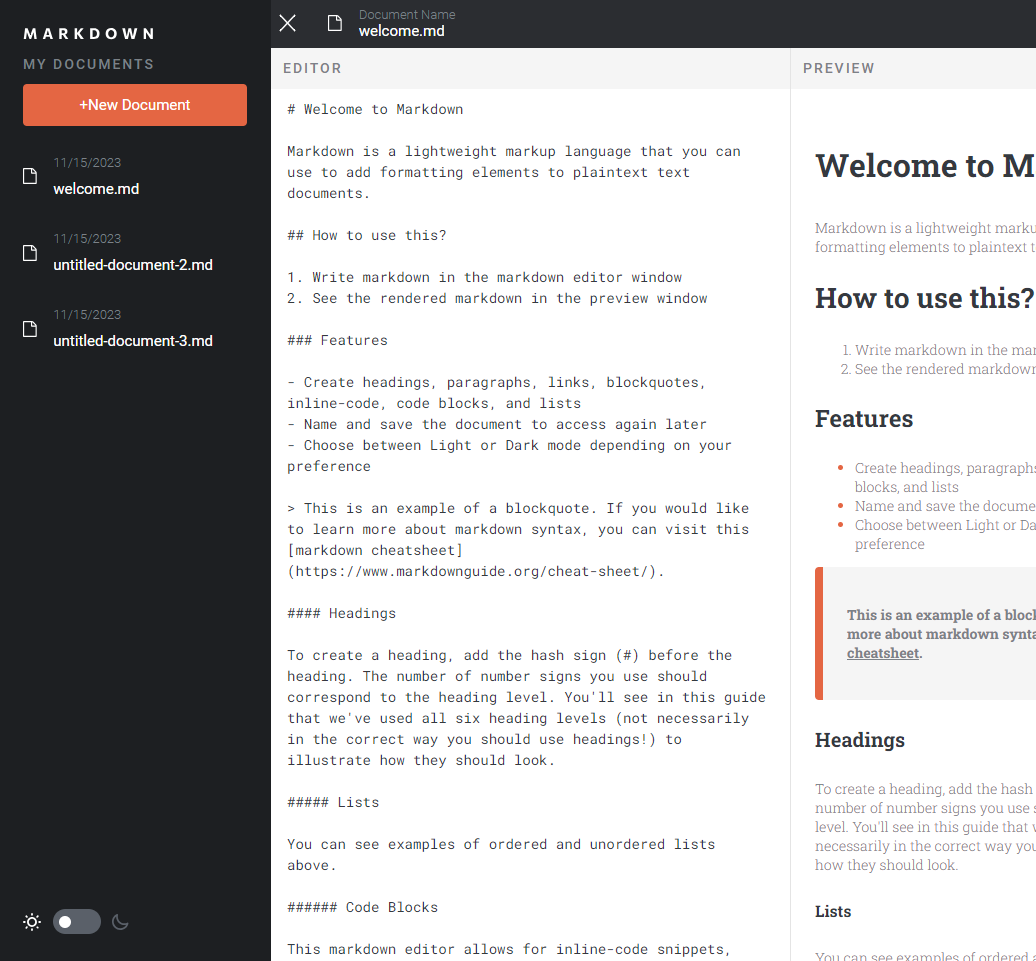 MARKDOWN
MY DOCUMENTS
+New Document
11/15/2023
welcome.md
11/15/2023
untitled-document-2.md
11/15/2023
untitled-document-3.md
Document Name
welcome.md
EDITOR
# Welcome to Markdown
Markdown is a lightweight markup language that you can
use to add formatting elements to plaintext text
documents.
## How to use this?
1. Write markdown in the markdown editor window
2. See the rendered markdown in the preview window
### Features
- Create headings, paragraphs, links, blockquotes,
inline-code, code blocks, and lists
- Name and save the document to access again later
- Choose between Light or Dark mode depending on your
preference
> This is an example of a blockquote. If you would like
to learn more about markdown syntax, you can visit this
[markdown cheatsheet]
(https://www.markdownguide.org/cheat-sheet/).
#### Headings
To create a heading, add the hash sign (#) before the
heading. The number of number signs you use should
correspond to the heading level. You'll see in this guide
that we've used all six heading levels (not necessarily
in the correct way you should use headings!) to
illustrate how they should look.
##### Lists
You can see examples of ordered and unordered lists
above.
###### Code Blocks
This markdown editor allows for inline-code snippets,
PREVIEW
Welcome to M
Markdown is a lightweight marku
formatting elements to plaintext t
How to use this?
1. Write markdown in the mar
2. See the rendered markdown
Features
Create headings, paragraphs
blocks, and lists
Name and save the docume
Choose between Light or Da
preference
This is an example of a block
more about markdown synta
cheatsheet.
Headings
To create a heading, add the hash
number of number signs you use s
level. You'll see in this guide that w
necessarily in the correct way you
how they should look.
Lists
You can see examples of ordered a